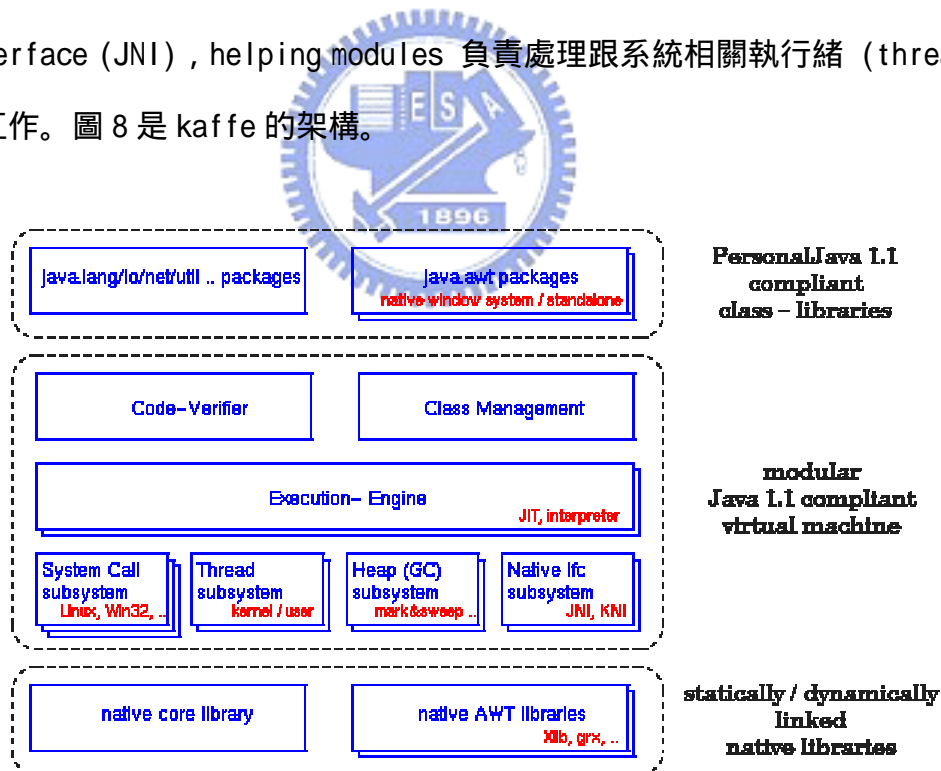 erface (JNI) , helping modules 負責處理跟系統相關執行緒 (threa
工作。圖 8 是 kaffe 的架構。
ESA
1896
java.lang/io/net/util .. packages
java.awt packages
native window system / standalone
PersonalJava 1.1
compliant
class – libraries
Code–Verifier
Class Management
Execution– Engine
JIT, interpreter
modular
Java 1.1 compliant
virtual machine
System Call
subsystem
Linux, Win32, ..
Thread
subsystem
kernel / user
Heap (GC)
subsystem
mark&sweep ..
Native Ifc
subsystem
JNI, KNI
native core library
native AWT libraries
Xlib, grx, ..
statically / dynamically
linked
native libraries